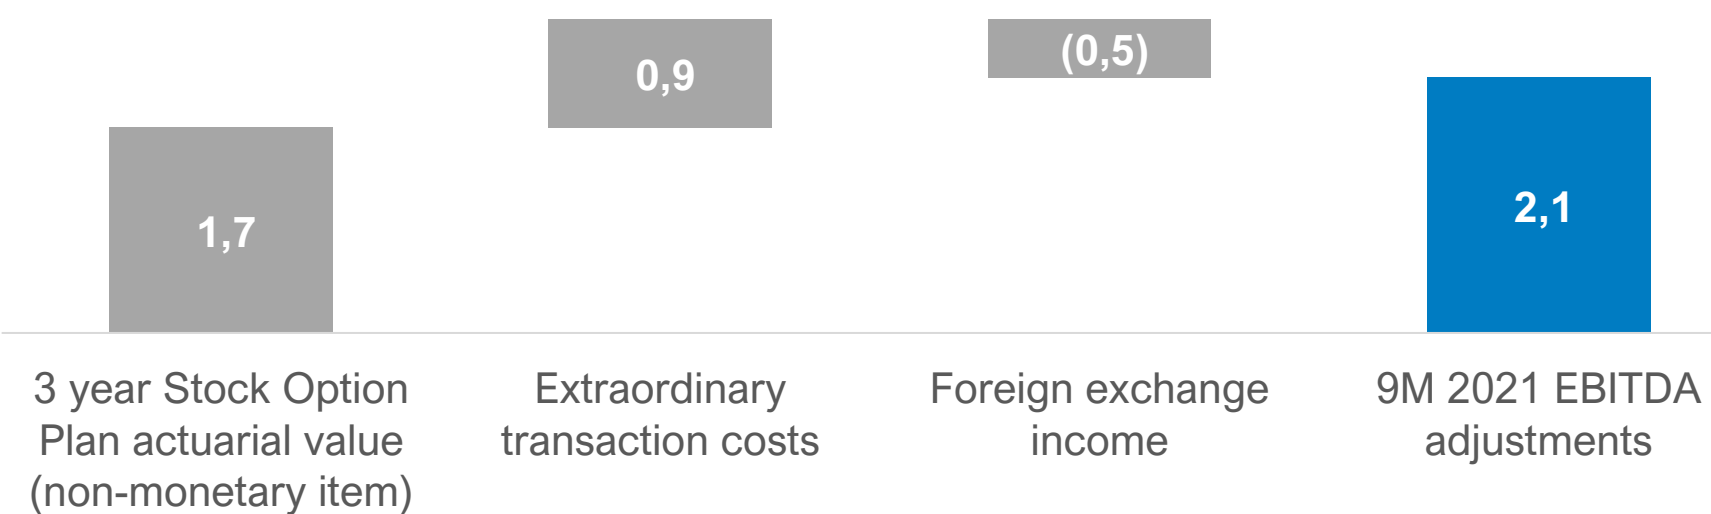 0,9
(0,5)
1,7
2,1
3 year Stock Option
Plan actuarial value
(non-monetary item)
Extraordinary
transaction costs
Foreign exchange
income
9M 2021 EBITDA
adjustments